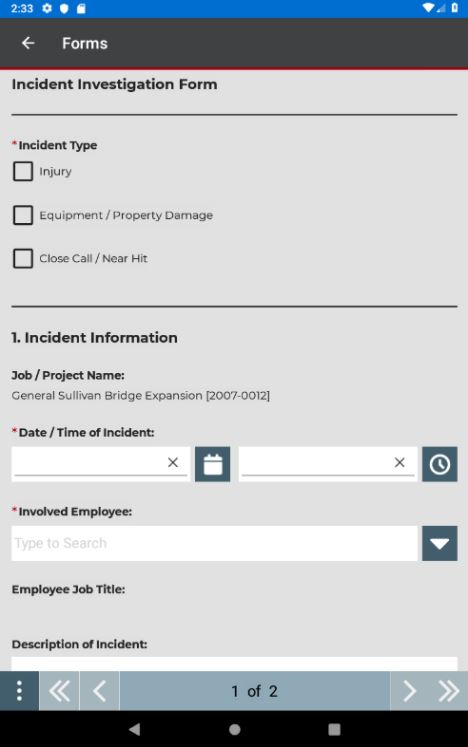 2:33
Forms
Incident Investigation Form
*Incident Type
Injury
Equipment / Property Damage
Close Call / Near Hit
1. Incident Information
Job / Project Name:
General Sullivan Bridge Expansion [2007-0012]
*Date / Time of Incident:
*Involved Employee:
Type to Search
Employee Job Title:
Description of Incident:
1 of 2